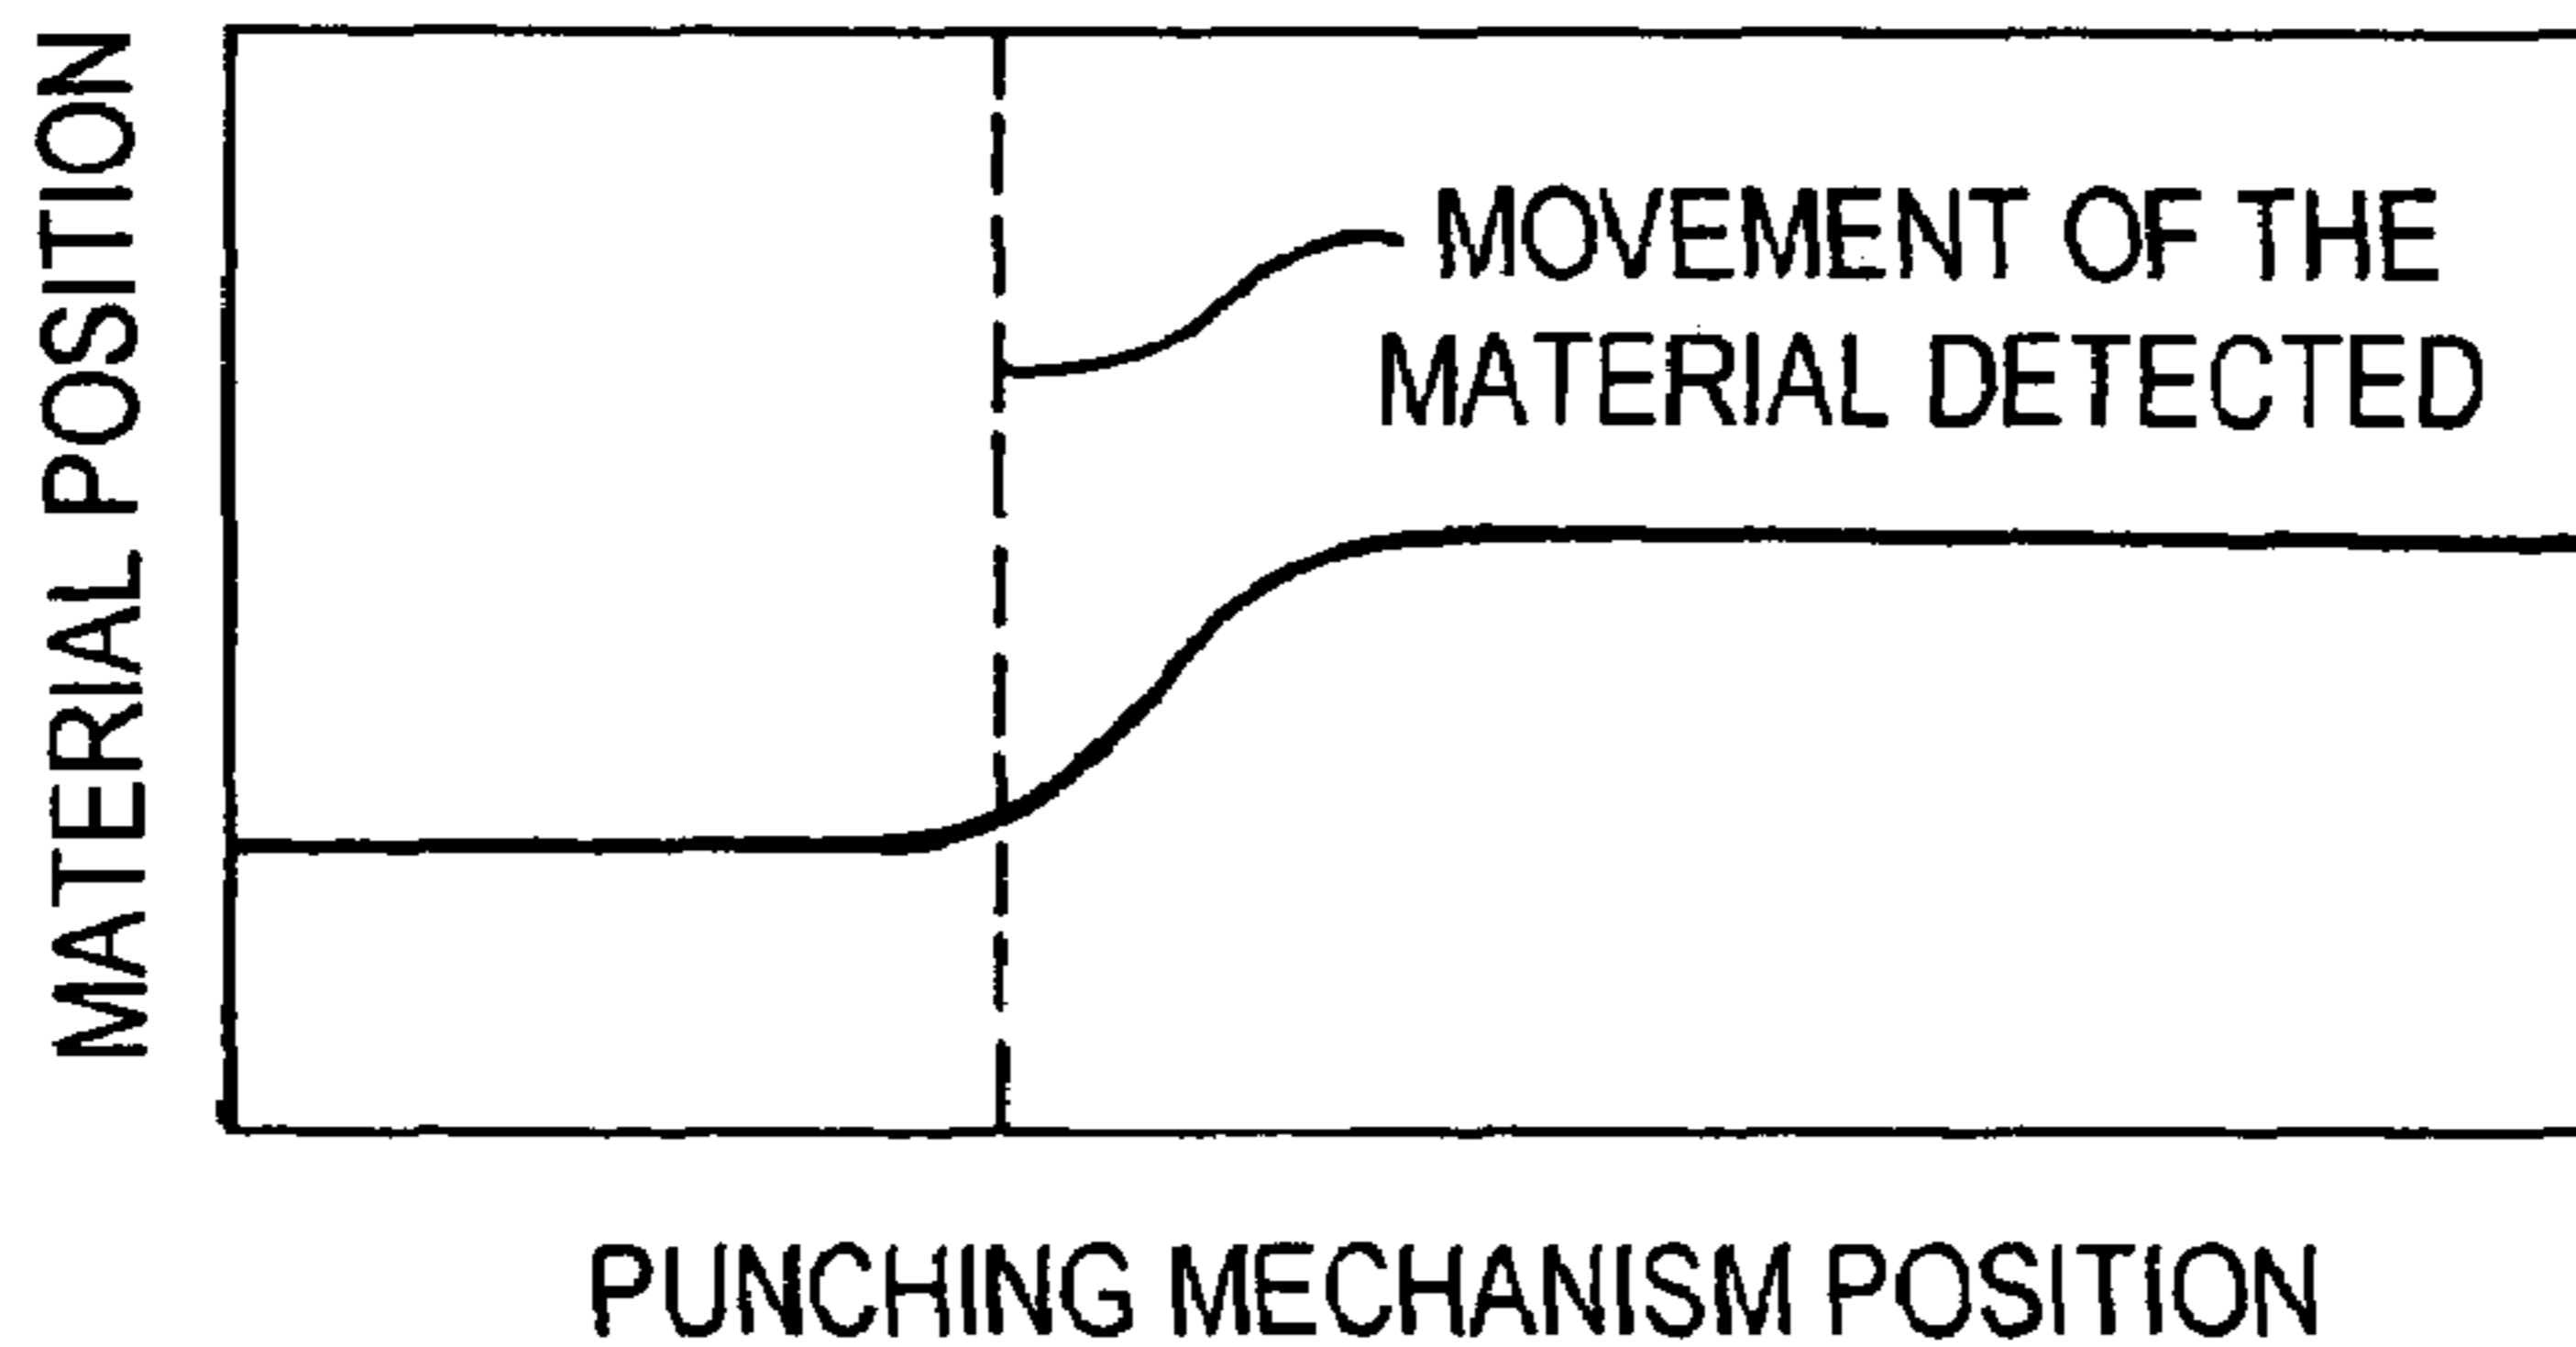 MATERIAL POSITION
MOVEMENT OF THE
MATERIAL DETECTED
PUNCHING MECHANISM POSITION